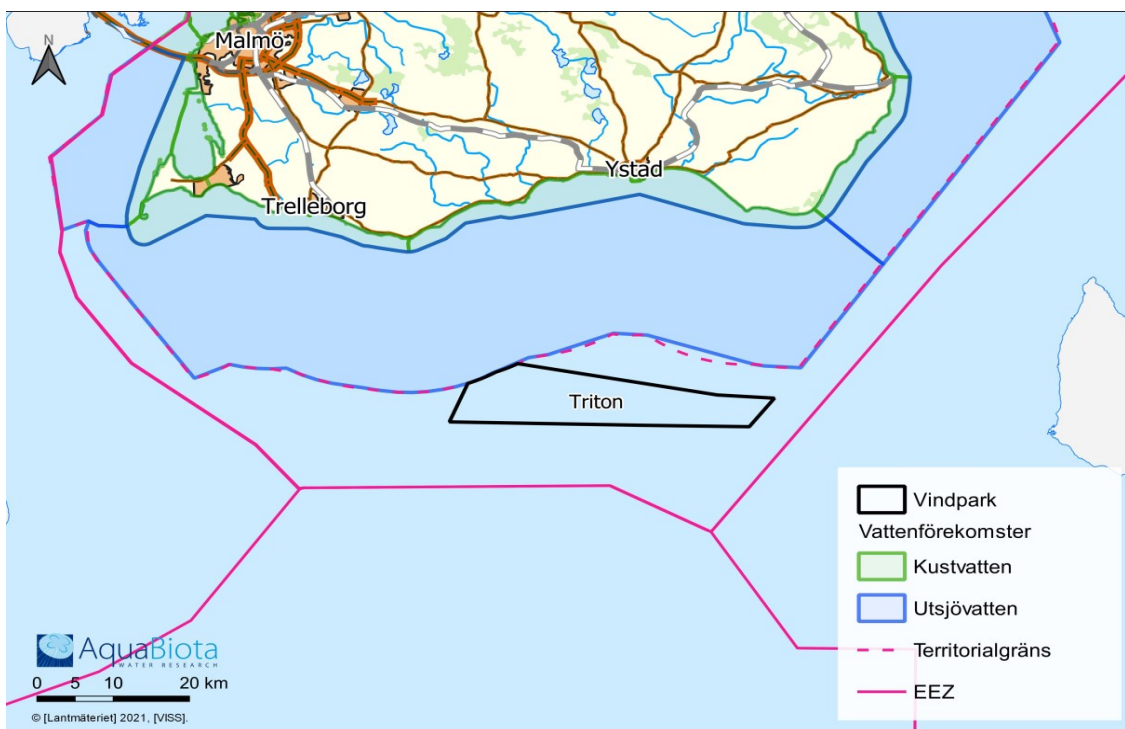 N
Malmö
Ystad
Trelleborg
Triton
Vindpark
Vattenförekomster
Kustvatten
Utsjövatten
Territorialgräns
EEZ
AquaBiota
WATER RESEARCH
0 5 10 20 km
© [Lantmäteriet] 2021, [VISS].